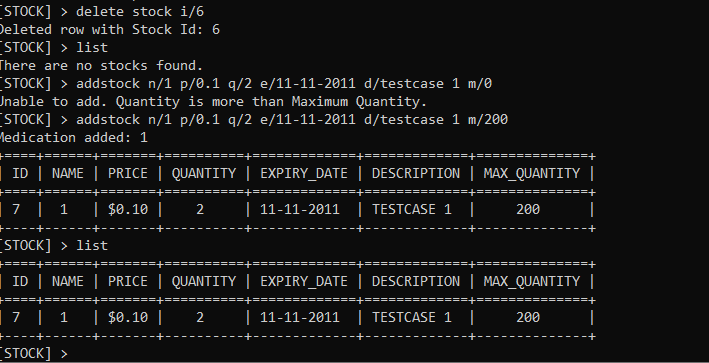 [STOCK] > delete stock i/6
Deleted row with Stock Id: 6
[STOCK] > list
There are no stocks found.
[STOCK] > addstock n/1 p/0.1 q/2 e/11-11-2011 d/testcase 1 m/0
Unable to add. Quantity is more than Maximum Quantity.
[STOCK] > addstock n/1 p/0.1 q/2 e/11-11-2011 d/testcase 1 m/200
Medication added: 1
+====+======+=======+==========+=============+=============+==============+
| ID | NAME | PRICE | QUANTITY | EXPIRY_DATE | DESCRIPTION | MAX_QUANTITY |
+====+======+=======+==========+=============+=============+==============+
| 7  |  1   | $0.10 |    2     | 11-11-2011  | TESTCASE 1  |     200      |
+----+------+-------+----------+-------------+-------------+--------------+
[STOCK] > list
+====+======+=======+==========+=============+=============+==============+
| ID | NAME | PRICE | QUANTITY | EXPIRY_DATE | DESCRIPTION | MAX_QUANTITY |
+====+======+=======+==========+=============+=============+==============+
| 7  |  1   | $0.10 |    2     | 11-11-2011  | TESTCASE 1  |     200      |
+----+------+-------+----------+-------------+-------------+--------------+
[STOCK] >